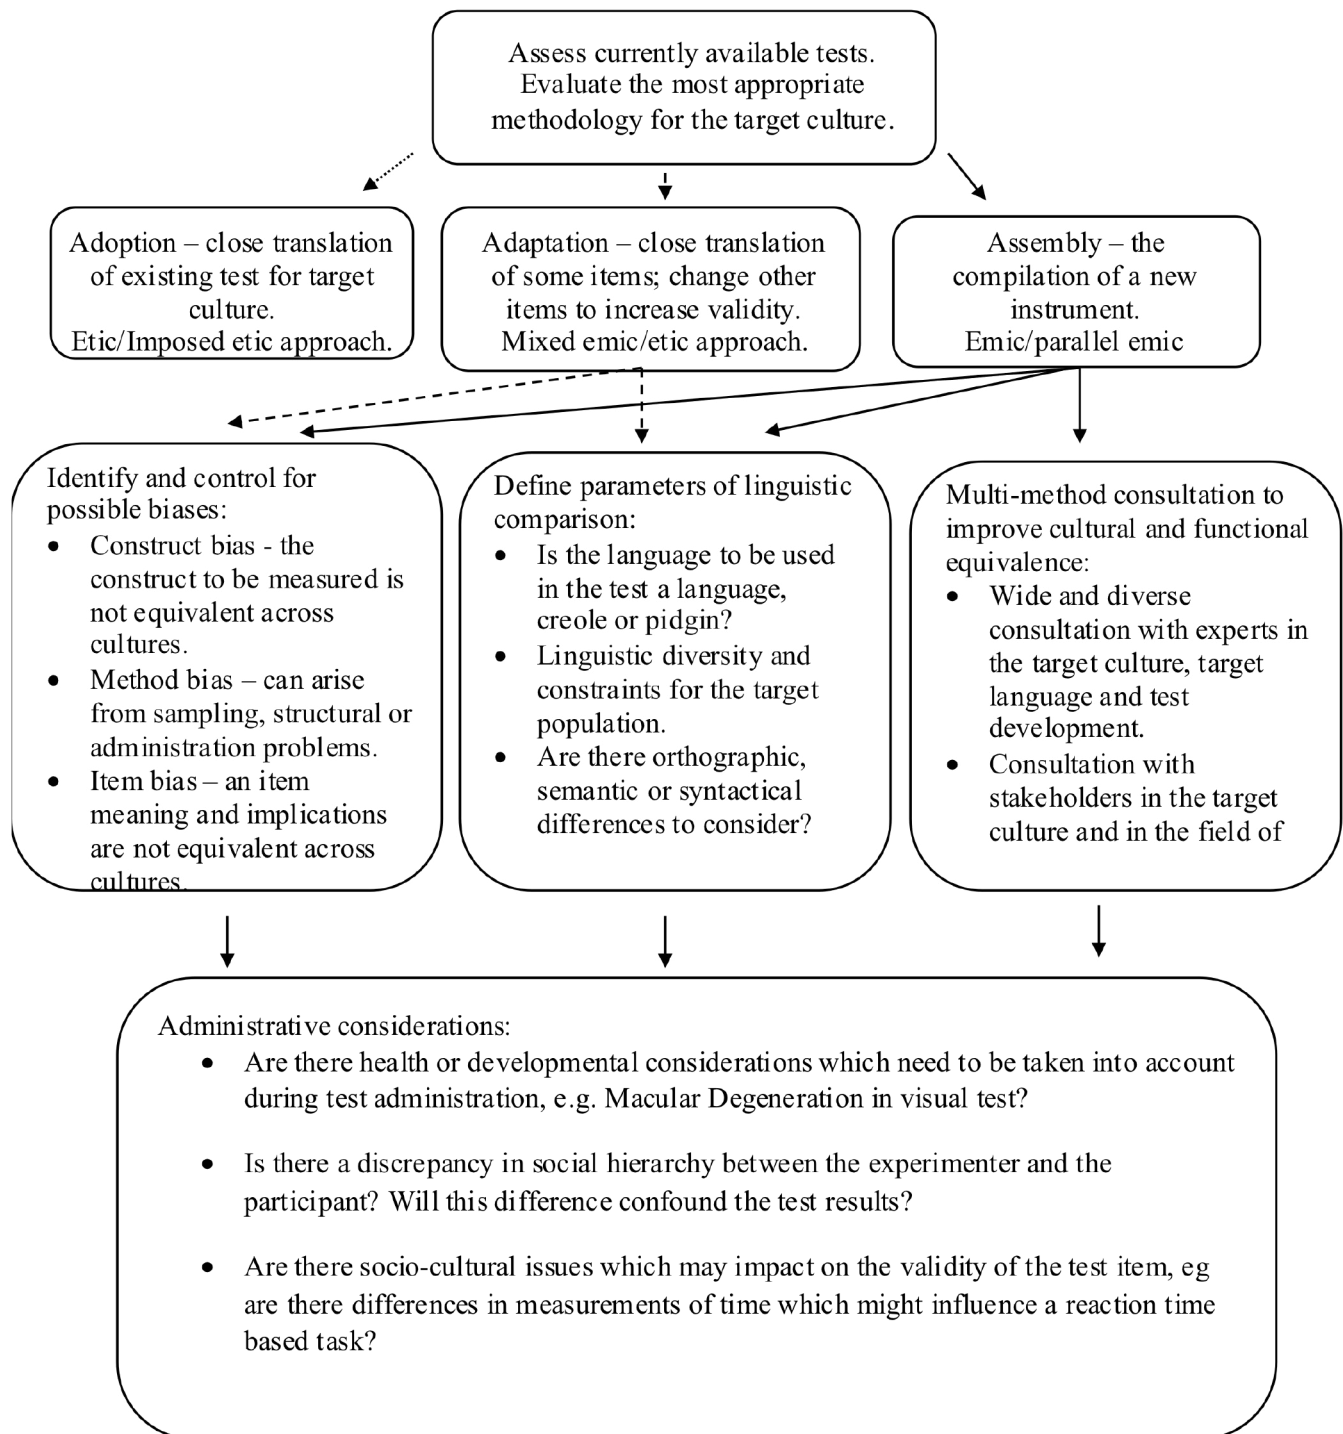 Assess currently available tests.
Evaluate the most appropriate
methodology for the target culture.
Adoption – close translation
of existing test for target
culture.
Etic/Imposed etic approach.
Adaptation – close translation
of some items; change other
items to increase validity.
Mixed emic/etic approach.
Assembly – the
compilation of a new
instrument.
Emic/parallel emic
Identify and control for
possible biases:
• Construct bias - the
construct to be measured is
not equivalent across
cultures.
• Method bias – can arise
from sampling, structural or
administration problems.
• Item bias – an item
meaning and implications
are not equivalent across
cultures.
Define parameters of linguistic
comparison:
• Is the language to be used
in the test a language,
creole or pidgin?
• Linguistic diversity and
constraints for the target
population.
• Are there orthographic,
semantic or syntactical
differences to consider?
Multi-method consultation to
improve cultural and functional
equivalence:
• Wide and diverse
consultation with experts in
the target culture, target
language and test
development.
• Consultation with
stakeholders in the target
culture and in the field of
Administrative considerations:
• Are there health or developmental considerations which need to be taken into account
during test administration, e.g. Macular Degeneration in visual test?
• Is there a discrepancy in social hierarchy between the experimenter and the
participant? Will this difference confound the test results?
• Are there socio-cultural issues which may impact on the validity of the test item, eg
are there differences in measurements of time which might influence a reaction time
based task?